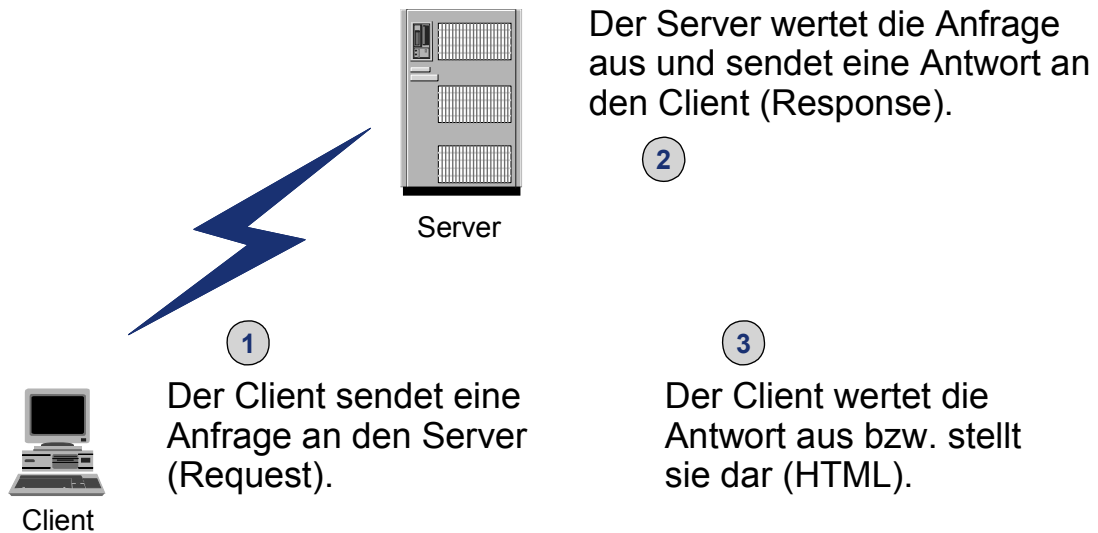 Der Server wertet die Anfrage
aus und sendet eine Antwort an
den Client (Response).
2
Server
1
Der Client sendet eine
Anfrage an den Server
(Request).
3
Der Client wertet die
Antwort aus bzw. stellt
sie dar (HTML).
Client